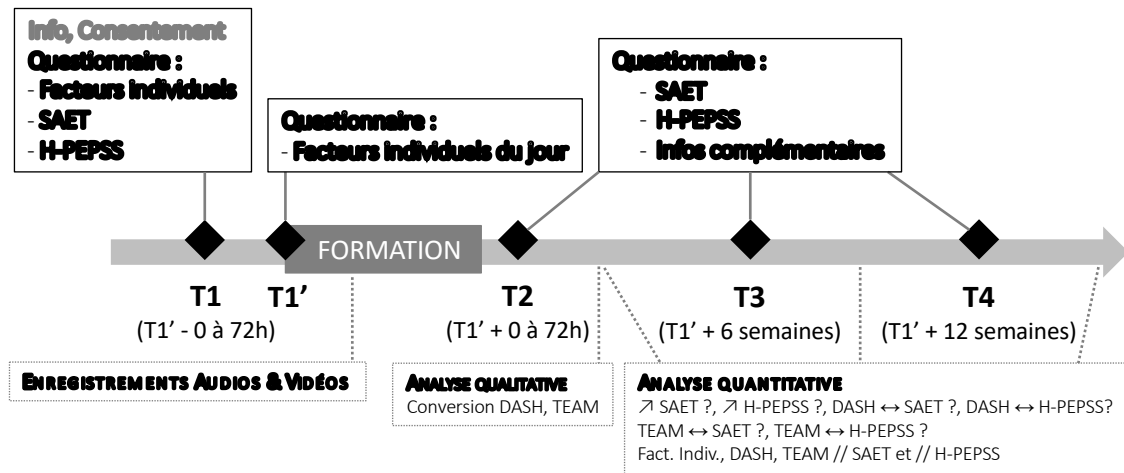 Info, Consentement
Questionnaire :
- Facteurs individuels
- SAET
- H-PEPSS
Questionnaire :
- Facteurs individuels du jour
Questionnaire :
- SAET
- H-PEPSS
- Infos complémentaires
FORMATION
T1
(T1' - 0 à 72h)
T1'
T2
(T1' + 0 à 72h)
T3
(T1' + 6 semaines)
T4
(T1' + 12 semaines)
ENREGISTREMENTS AUDIOS & VIDÉOS
ANALYSE QUALITATIVE
Conversion DASH, TEAM
ANALYSE QUANTITATIVE
↗ SAET ?, ↗ H-PEPSS ?, DASH ↔ SAET ?, DASH ↔ H-PEPSS?
TEAM ↔ SAET ?, TEAM ↔ H-PEPSS ?
Fact. Indiv., DASH, TEAM // SAET et // H-PEPSS